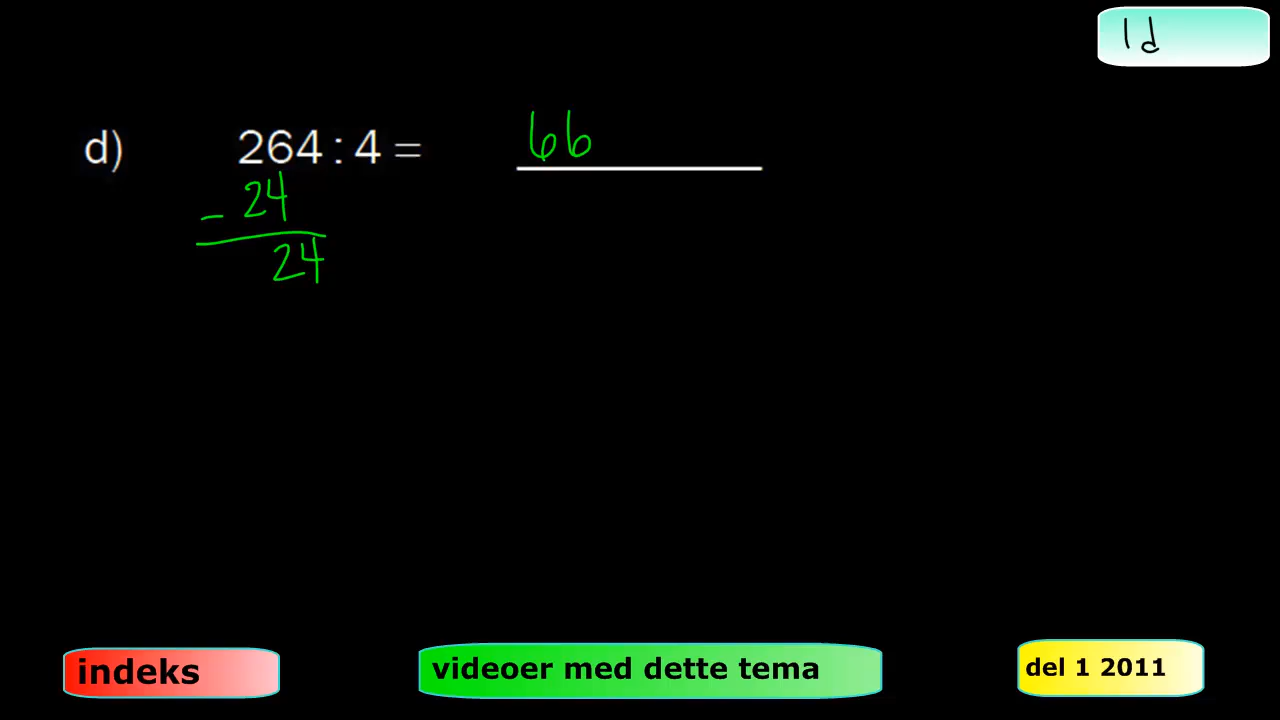 1d
d) 264 : 4 = 66
- 24
24
indeks
videoer med dette tema
del 1 2011